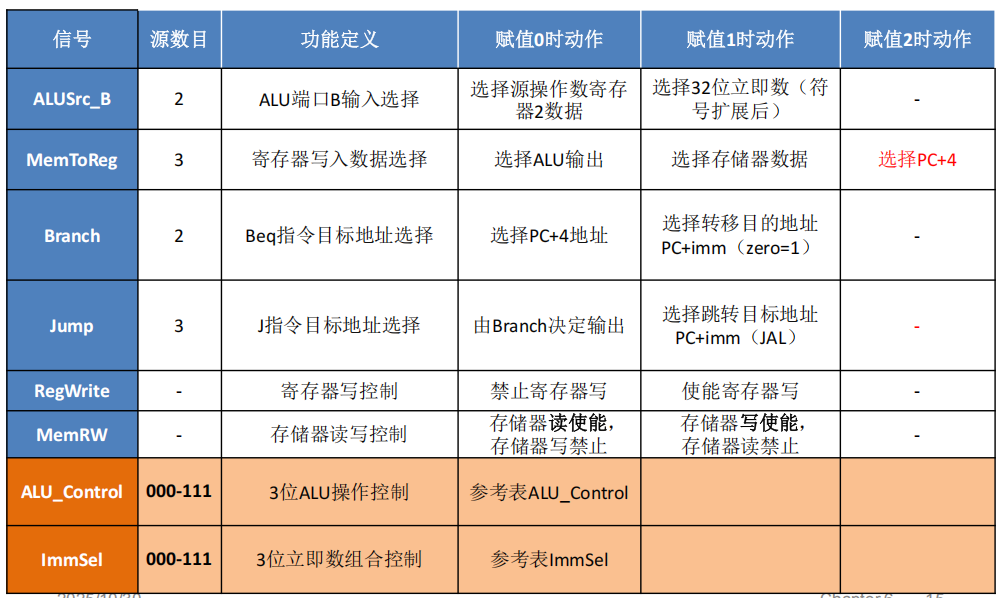 信号 源数目 功能定义 赋值0时动作 赋值1时动作 赋值2时动作
ALUSrc_B 2 ALU端口B输入选择 选择源操作数寄存器2数据 选择32位立即数（符号扩展后） -
MemToReg 3 寄存器写入数据选择 选择ALU输出 选择存储器数据 选择PC+4
Branch 2 Beq指令目标地址选择 选择PC+4地址 选择转移目的地址PC+imm（zero=1） -
Jump 3 J指令目标地址选择 由Branch决定输出 选择跳转目标地址PC+imm（JAL） -
RegWrite - 寄存器写控制 禁止寄存器写 使能寄存器写 -
MemRW - 存储器读写控制 存储器读使能，存储器写禁止 存储器写使能，存储器读禁止 -
ALU_Control 000-111 3位ALU操作控制 参考表ALU_Control
ImmSel 000-111 3位立即数组合控制 参考表ImmSel
2025/10/30 Chapter 6 15